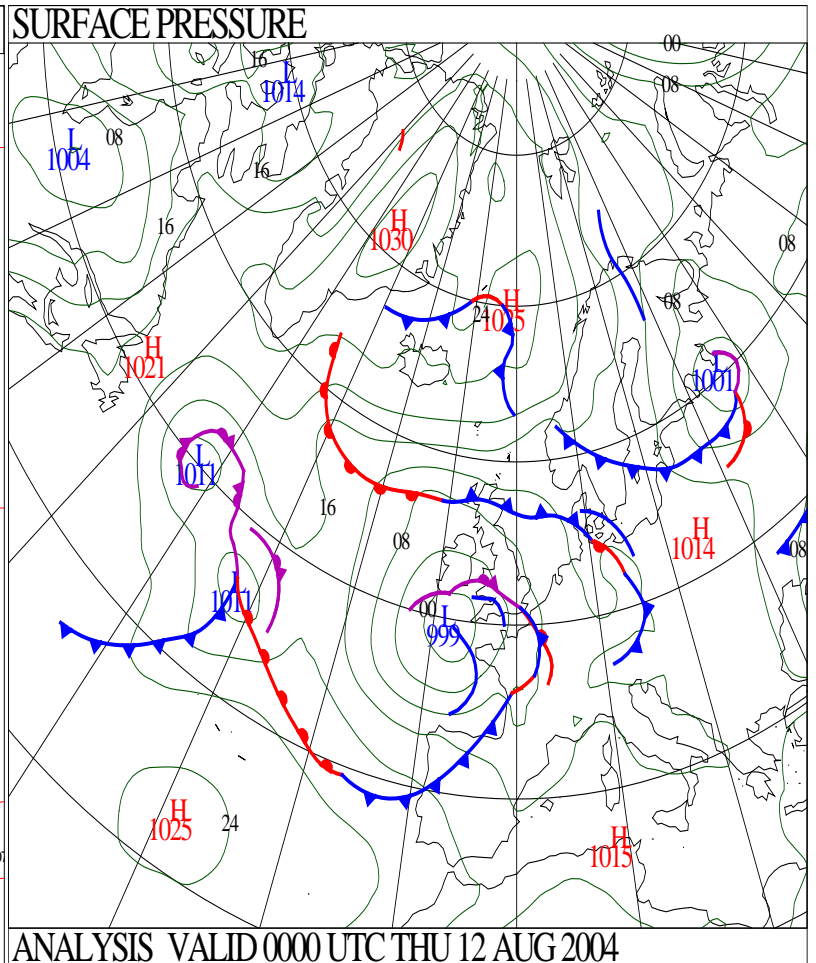 SURFACE PRESSURE
16
00
L
1014
08
L
1004
08
16
16
H
1030
08
H
1025
24
08
H
1021
L
1001
L
1011
16
H
1014
08
08
L
1011
00
L
999
H
1025
24
H
1015
ANALYSIS VALID 0000 UTC THU 12 AUG 2004